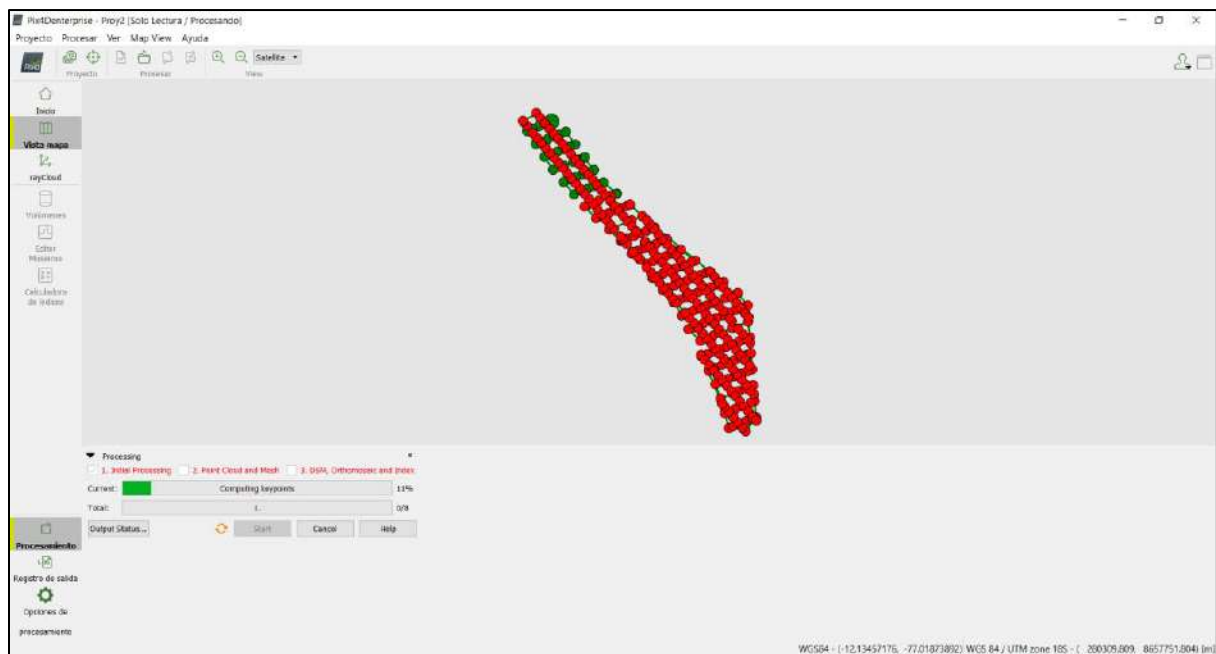 Pix4Denterprise - Proy2 [Solo Lectura / Procesando]
Proyecto Procesar Ver Map View Ayuda
Satellite
Proyecto Procesar View
Inicio
Vista mapa
rayCloud
Volúmenes
Editor
Mosaicos
Calculadora
de índices
Processing
1. Initial Processing 2. Point Cloud and Mesh 3. DSM, Orthomosaic and Index
Current: Computing keypoints 11%
Total: 1. 0/8
Output Status... Start Cancel Help
Procesamiento
Registro de salida
Opciones de
procesamiento
WGS84 - (-12.13457176, -77.01873892) WGS 84 / UTM zone 18S - ( 280309.809, 8657751.804) [m]